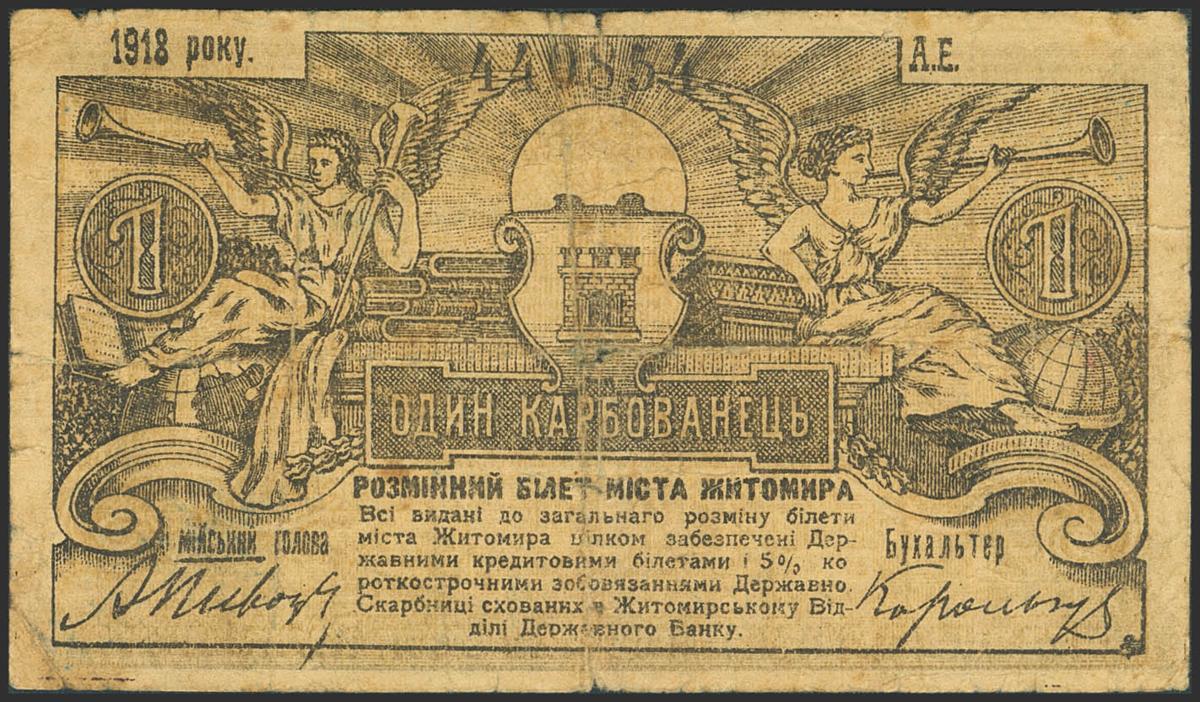 1918 року.
440854
А.Е.
1
1
ОДИН КАРБОВАНЕЦЬ
РОЗМІННИЙ БІЛЕТ МІСТА ЖИТОМИРА
Всі видані до загальнаго розміну білети
міста Житомира цілком забезпечені Дер-
жавними кредитовими білетами і 5% ко
роткострочними зобовязаннями Державно.
Скарбниці схованих в Житомирському Від-
ділі Державного Банку.
міський голова
Бухальтер